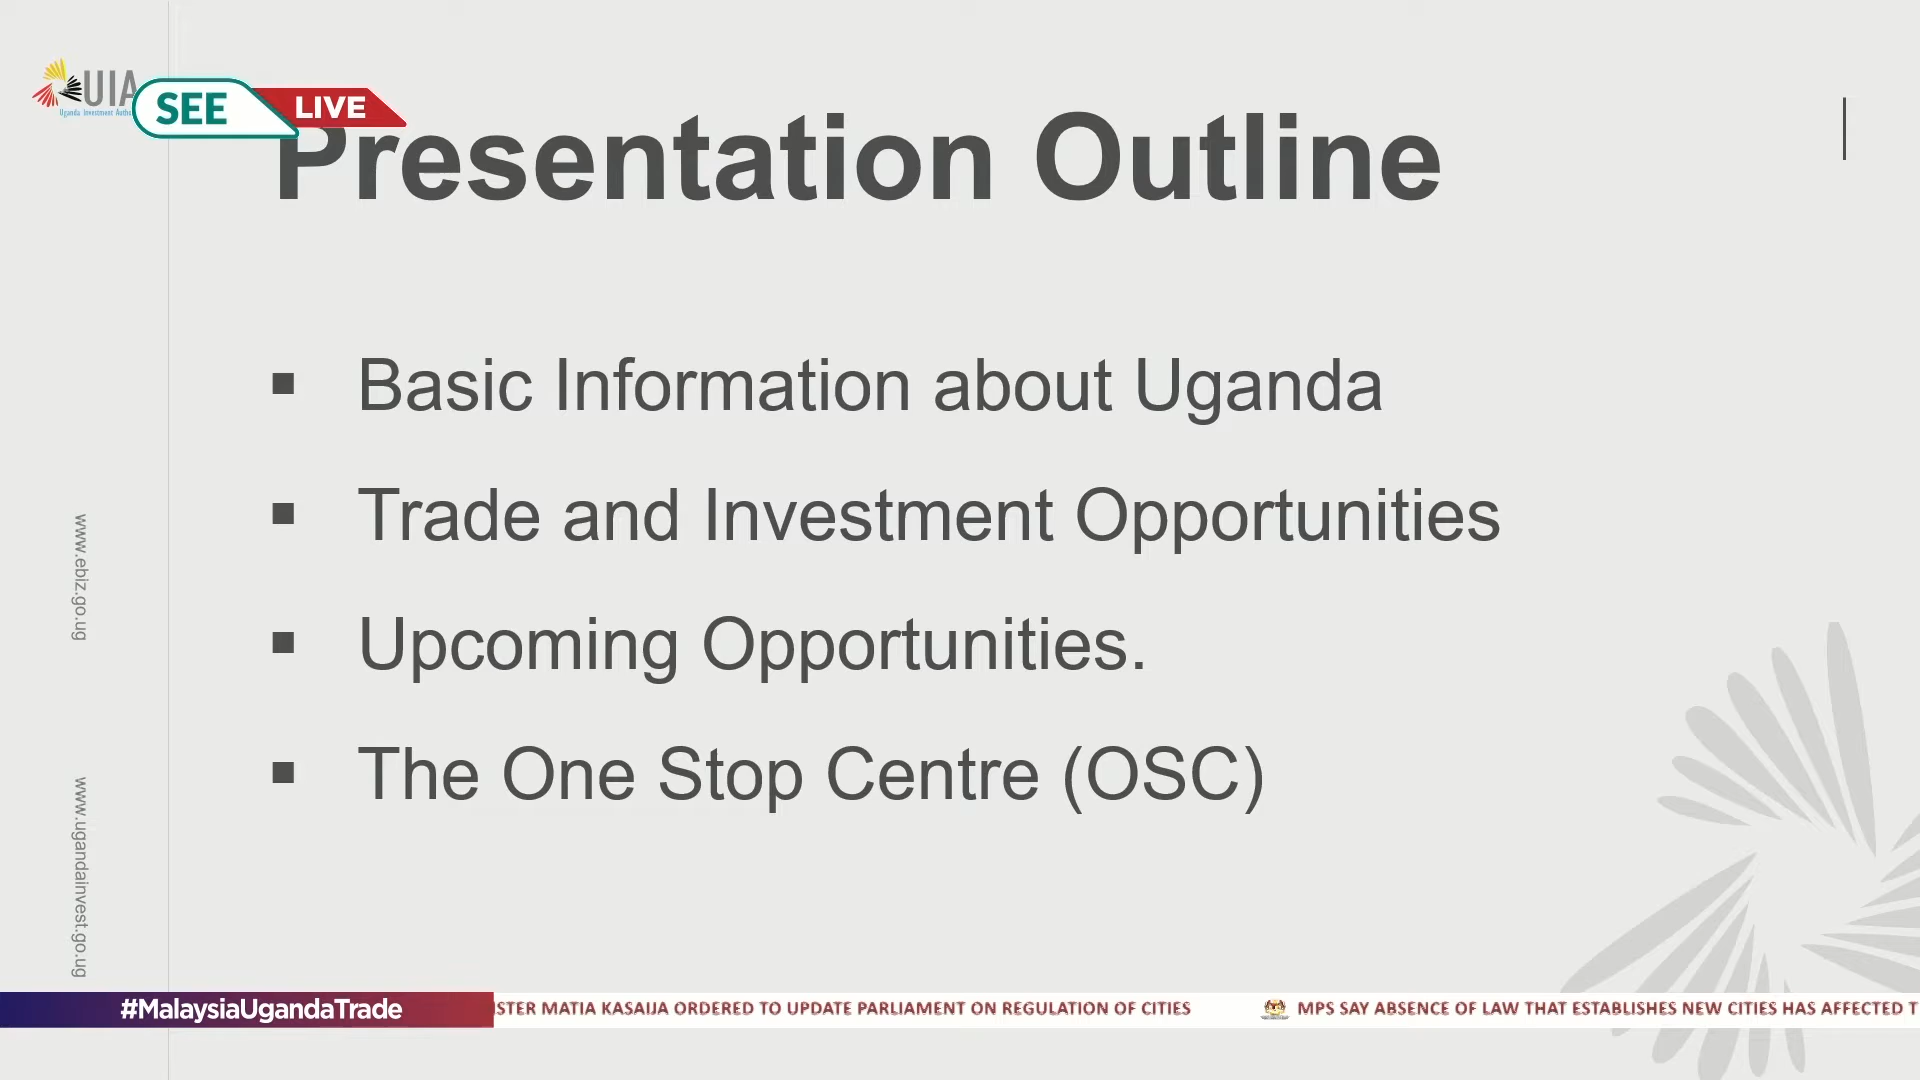 UIA
Uganda Investment Autho
SEE
LIVE
Presentation Outline
▪ Basic Information about Uganda
▪ Trade and Investment Opportunities
▪ Upcoming Opportunities.
▪ The One Stop Centre (OSC)
www.ebiz.go.ug
www.ugandainvest.go.ug
#MalaysiaUgandaTrade
STER MATIA KASAIJA ORDERED TO UPDATE PARLIAMENT ON REGULATION OF CITIES
MPS SAY ABSENCE OF LAW THAT ESTABLISHES NEW CITIES HAS AFFECTED T